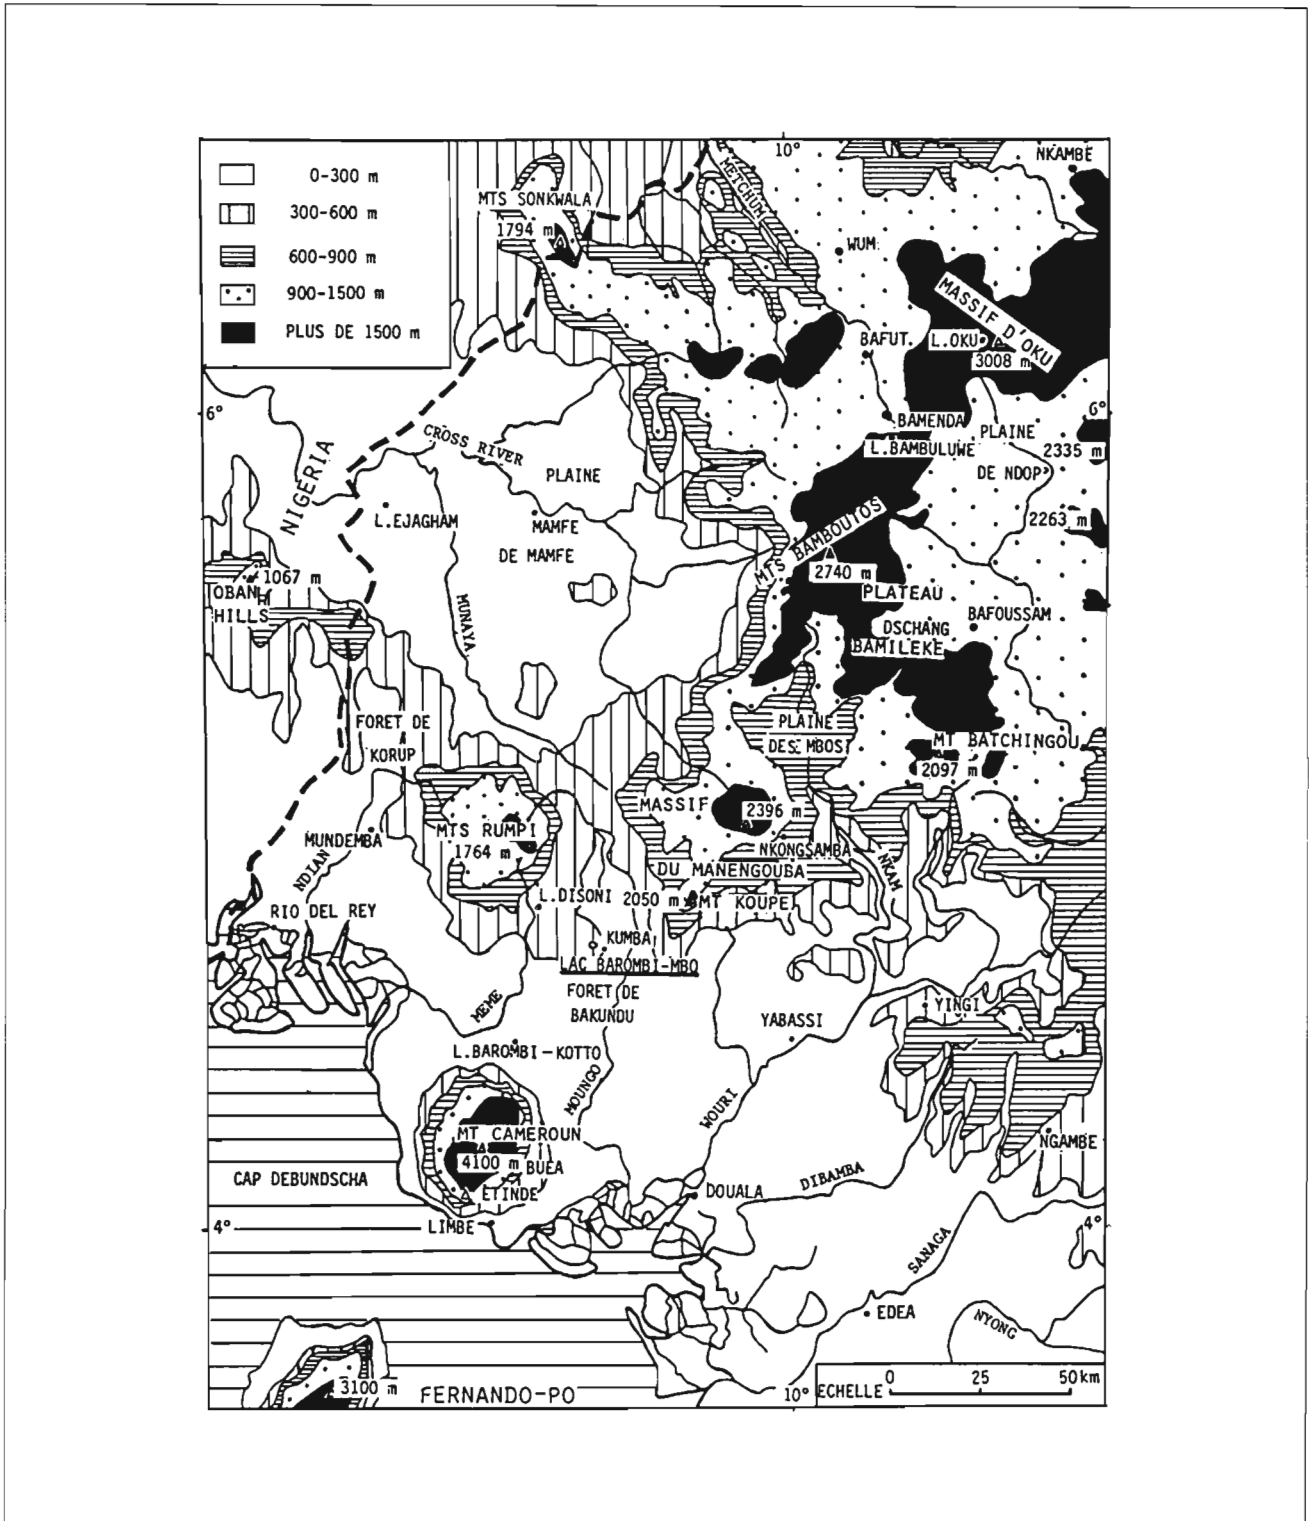 0-300 m
300-600 m
600-900 m
900-1500 m
PLUS DE 1500 m
10°
NKAMBE
METCHUM
MTS SONKWALA
1794 m
WUM
MASSIF D'OKU
BAFUT
L.OKU
3008 m
6°
6°
BAMENDA
CROSS RIVER
PLAINE
DE NDOP
L.BAMBULUWE
2335 m
NIGERIA
PLAINE
DE MAMFE
L.EJAGHAM
MAMFE
2263 m
MTS BAMBOUTOS
2740 m
1067 m
OBAN
HILLS
PLATEAU
BAMILEKE
MUNAYA
DSCHANG
BAFOUSSAM
FORET DE
KORUP
PLAINE
DES MBOS
MT BATCHINGOU
2097 m
MASSIF
DU MANENGOUBA
2396 m
MTS RUMPI
1764 m
MUNDEMBA
NKONGSAMBA
NDIAN
NKAM
L.DISONI
2050 m
MT KOUPE
RIO DEL REY
KUMBA
LAC BAROMBI-MBO
FORET DE
BAKUNDU
MEME
YINGI
YABASSI
L.BAROMBI-KOTTO
MOUNGO
WOURI
MT CAMEROUN
4100 m
BUEA
NGAMBE
CAP DEBUNDSCHA
ETINDE
DOUALA
DIBAMBA
LIMBE
4°
4°
SANAGA
EDEA
NYONG
3100 m
FERNANDO-PO
10°
ECHELLE
0 25 50 km